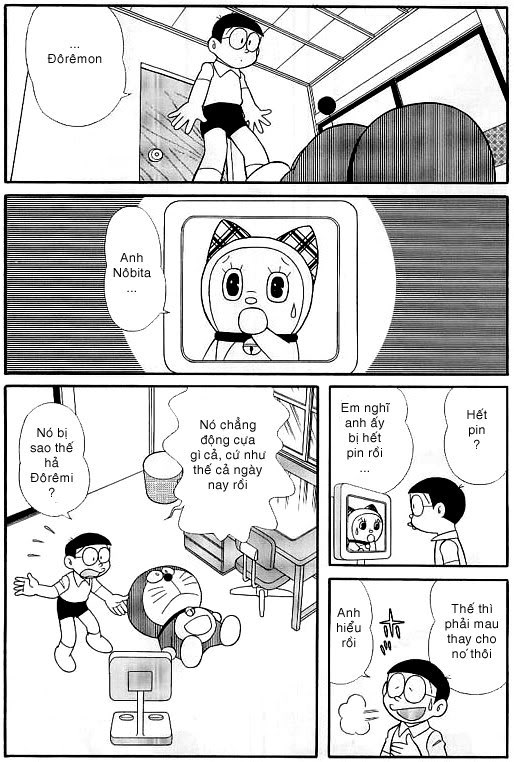 ...
Đôrêmon
Anh
Nôbita
...
Nó bị
sao thế
hả
Đôrêmi
?
Nó chẳng
động cựa
gì cả, cứ như
thế cả ngày
nay rồi
Em nghĩ
anh ấy
bị hết
pin rồi
...
Hết
pin
?
Anh
hiểu
rồi
Thế thì
phải mau
thay cho
nó thôi